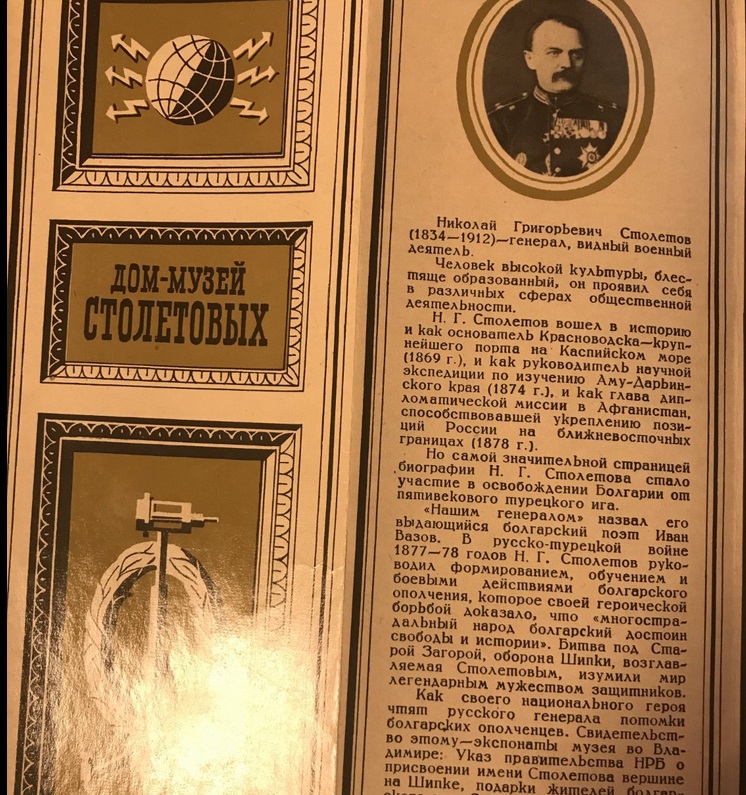 ДОМ-МУЗЕЙ
СТОЛЕТОВЫХ
Николай Григорьевич Столетов
(1834—1912)—генерал, видный военный
деятель.
Человек высокой культуры, блес-
тяще образованный, он проявил себя
в различных сферах общественной
деятельности.
Н. Г. Столетов вошел в историю
и как основатель Красноводска—круп-
нейшего порта на Каспийском море
(1869 г.), и как руководитель научной
экспедиции по изучению Аму-Дарьин-
ского края (1874 г.), и как глава дип-
ломатической миссии в Афганистан,
способствовавшей укреплению пози-
ций России на ближневосточных
границах (1878 г.).
Но самой значительной страницей
биографии Н. Г. Столетова стало
участие в освобождении Болгарии от
пятивекового турецкого ига.
«Нашим генералом» назвал его
выдающийся болгарский поэт Иван
Вазов. В русско-турецкой войне
1877—78 годов Н. Г. Столетов руко-
водил формированием, обучением и
боевыми действиями болгарского
ополчения, которое своей героической
борьбой доказало, что «многостра-
дальный народ болгарский достоин
свободы и истории». Битва под Ста-
рой Загорой, оборона Шипки, возглав-
ляемая Столетовым, изумили мир
легендарным мужеством защитников.
Как своего национального героя
чтят русского генерала потомки
болгарских ополченцев. Свидетельст-
во этому—экспонаты музея во Вла-
димире: Указ правительства НРБ о
присвоении имени Столетова вершине
на Шипке, подарки жителей болгар-